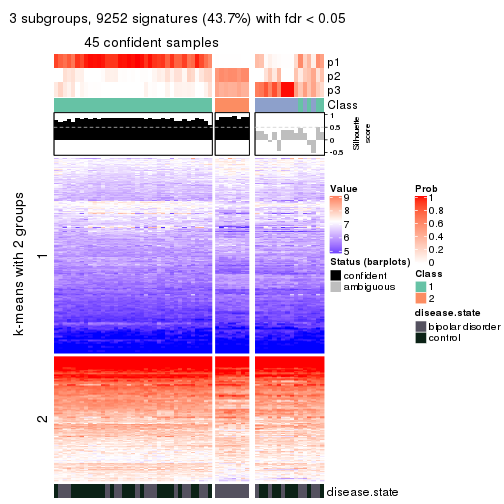 3 subgroups, 9252 signatures (43.7%) with fdr < 0.05
45 confident samples
p1
p2
p3
Class
1
0.5
0
-0.5
Silhouette
score
k-means with 2 groups
1
2
Value
9
8
7
6
5
Status (barplots)
confident
ambiguous
Prob
1
0.8
0.6
0.4
0.2
0
Class
1
2
disease.state
bipolar disorder
control
disease.state